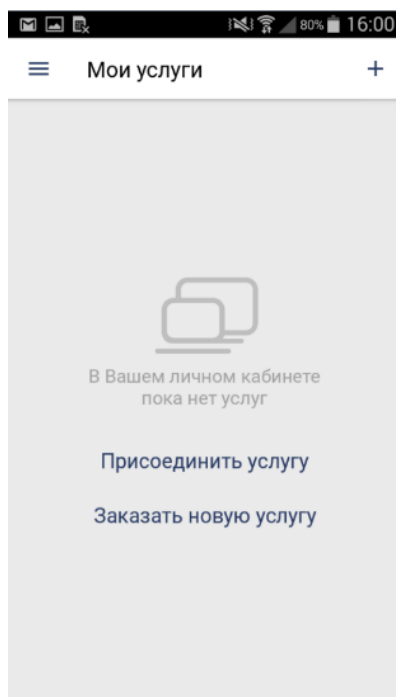 80% 16:00
Мои услуги +
В Вашем личном кабинете
пока нет услуг
Присоединить услугу
Заказать новую услугу